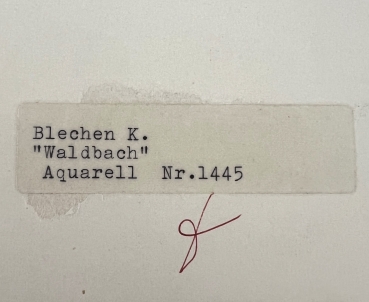 Blechen K.
"Waldbach"
Aquarell Nr.1445